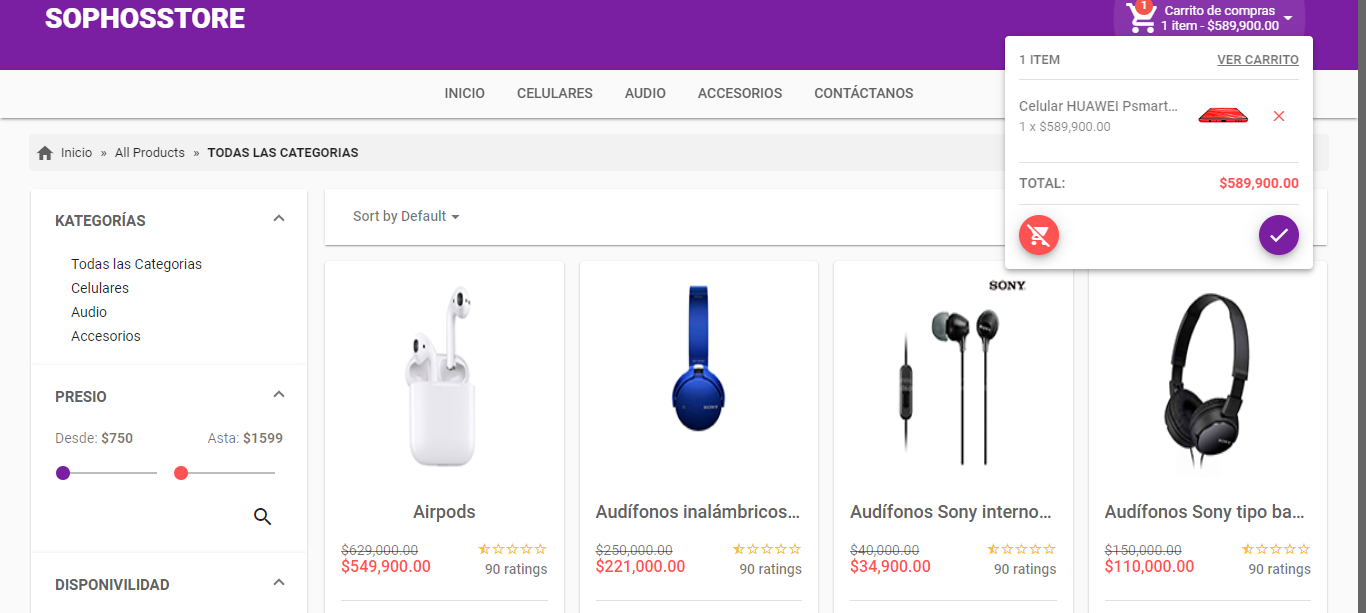 SOPHOSSTORE
1
Carrito de compras
1 item - $589,900.00
1 ITEM
VER CARRITO
Celular HUAWEI Psmart...
1 x $589,900.00
TOTAL:
$589,900.00
INICIO
CELULARES
AUDIO
ACCESORIOS
CONTÁCTANOS
Inicio » All Products » TODAS LAS CATEGORIAS
KATEGORÍAS
Todas las Categorias
Celulares
Audio
Accesorios
PRESIO
Desde: $750
Asta: $1599
DISPONIVILIDAD
Sort by Default
Airpods
$629,000.00
$549,900.00
90 ratings
SONY
Audífonos inalámbricos...
$250,000.00
$221,000.00
90 ratings
SONY
SONY
Audífonos Sony interno...
$40,000.00
$34,900.00
90 ratings
SONY
Audífonos Sony tipo ba...
$150,000.00
$110,000.00
90 ratings